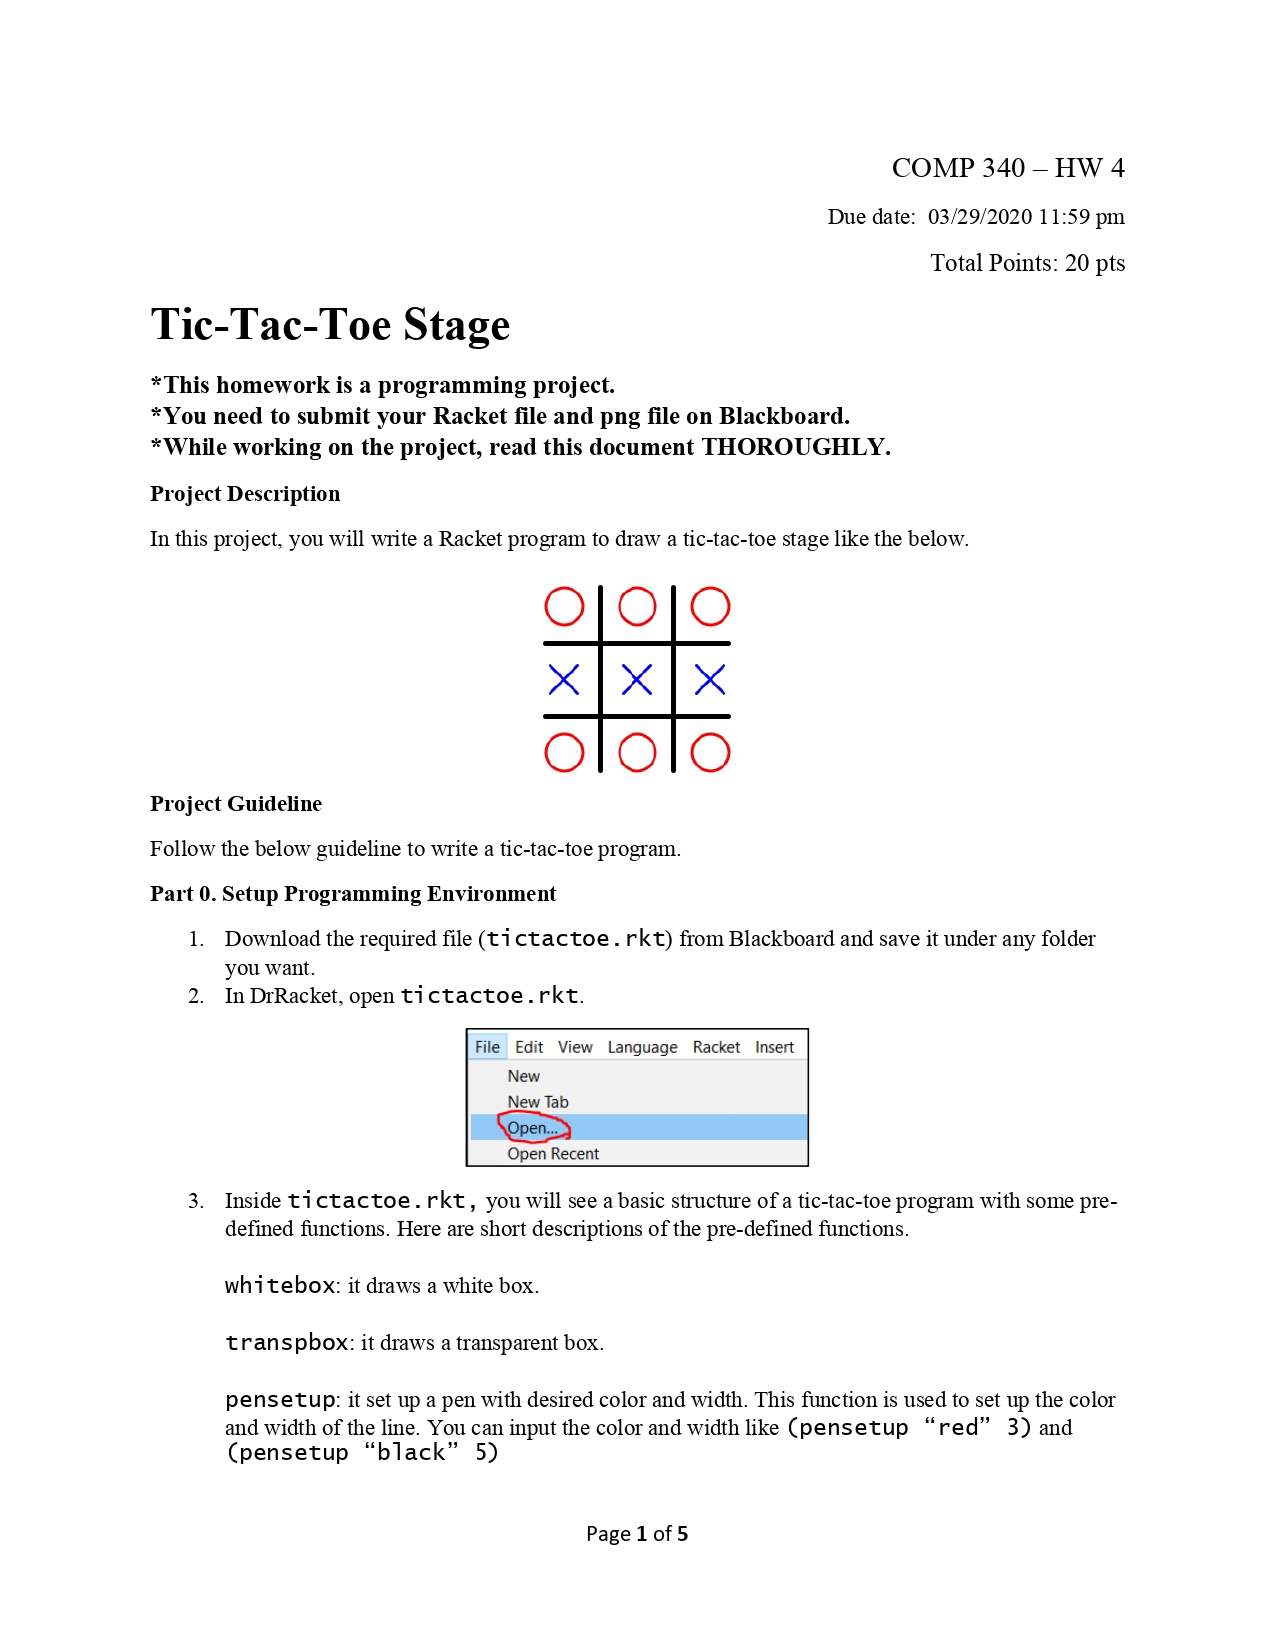 COMP 340 – HW 4
Due date:  03/29/2020 11:59 pm
Total Points: 20 pts
Tic-Tac-Toe Stage
*This homework is a programming project.
*You need to submit your Racket file and png file on Blackboard.
*While working on the project, read this document THOROUGHLY.
Project Description
In this project, you will write a Racket program to draw a tic-tac-toe stage like the below.
Project Guideline
Follow the below guideline to write a tic-tac-toe program.
Part 0. Setup Programming Environment
1. Download the required file (tictactoe.rkt) from Blackboard and save it under any folder
you want.
2. In DrRacket, open tictactoe.rkt.
File Edit View Language Racket Insert
New
New Tab
Open...
Open Recent
3. Inside tictactoe.rkt, you will see a basic structure of a tic-tac-toe program with some pre-
defined functions. Here are short descriptions of the pre-defined functions.
whitebox: it draws a white box.
transpbox: it draws a transparent box.
pensetup: it set up a pen with desired color and width. This function is used to set up the color
and width of the line. You can input the color and width like (pensetup “red” 3) and
(pensetup “black” 5)
Page 1 of 5